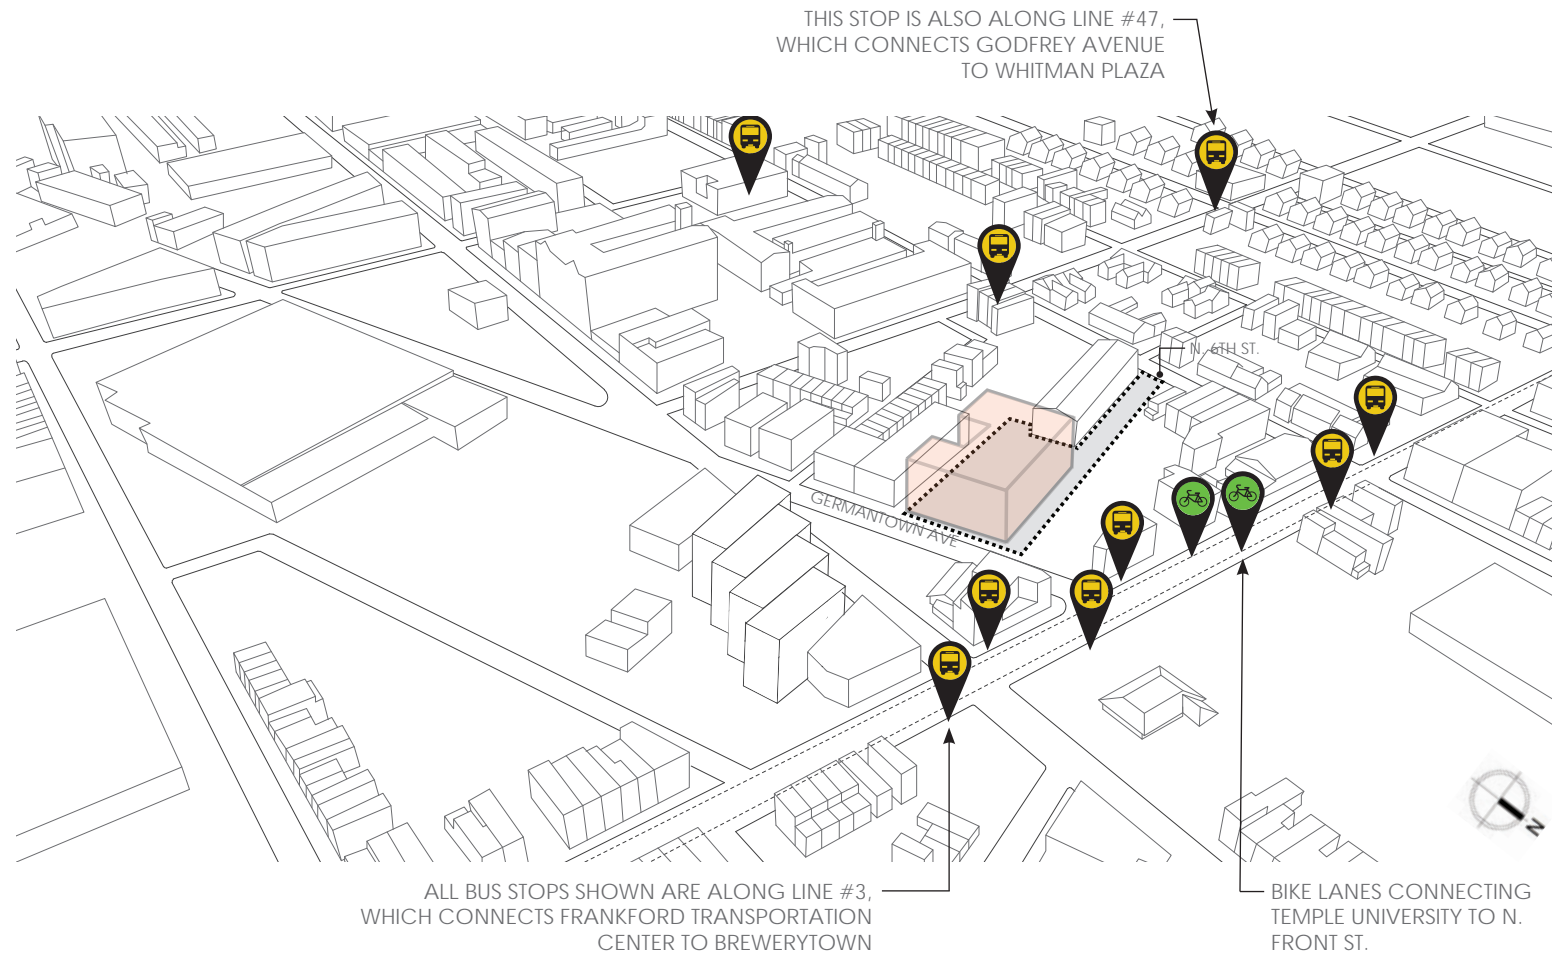 THIS STOP IS ALSO ALONG LINE #47,
WHICH CONNECTS GODFREY AVENUE
TO WHITMAN PLAZA
N. 6TH ST.
GERMANTOWN AVE
N
ALL BUS STOPS SHOWN ARE ALONG LINE #3,
WHICH CONNECTS FRANKFORD TRANSPORTATION
CENTER TO BREWERYTOWN
BIKE LANES CONNECTING
TEMPLE UNIVERSITY TO N.
FRONT ST.